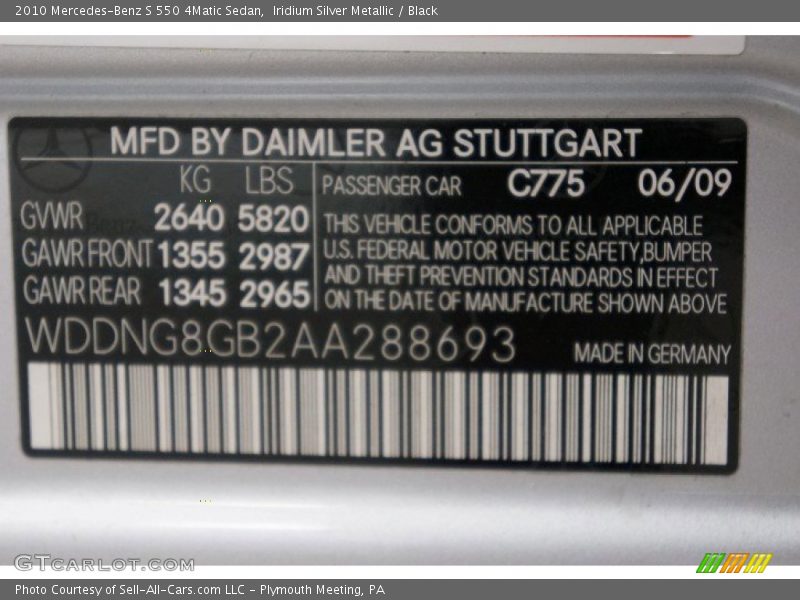 2010 Mercedes-Benz S 550 4Matic Sedan,  Iridium Silver Metallic / Black
MFD BY DAIMLER AG STUTTGART
KG LBS
PASSENGER CAR C775 06/09
GVWR 2640 5820
GAWR FRONT 1355 2987
GAWR REAR 1345 2965
THIS VEHICLE CONFORMS TO ALL APPLICABLE
U.S. FEDERAL MOTOR VEHICLE SAFETY,BUMPER
AND THEFT PREVENTION STANDARDS IN EFFECT
ON THE DATE OF MANUFACTURE SHOWN ABOVE
WDDNG8GB2AA288693
MADE IN GERMANY
GTCarLot.com
Photo Courtesy of Sell-All-Cars.com LLC - Plymouth Meeting, PA